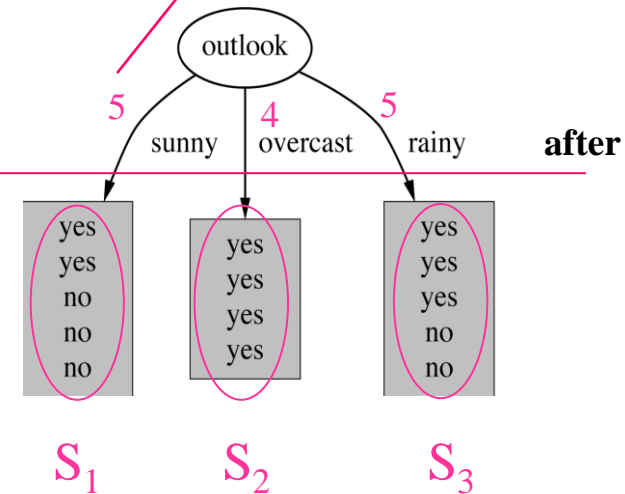 outlook
5 4 5
sunny overcast rainy after
yes
yes
no
no
no
yes
yes
yes
yes
yes
yes
yes
no
no
S1 S2 S3